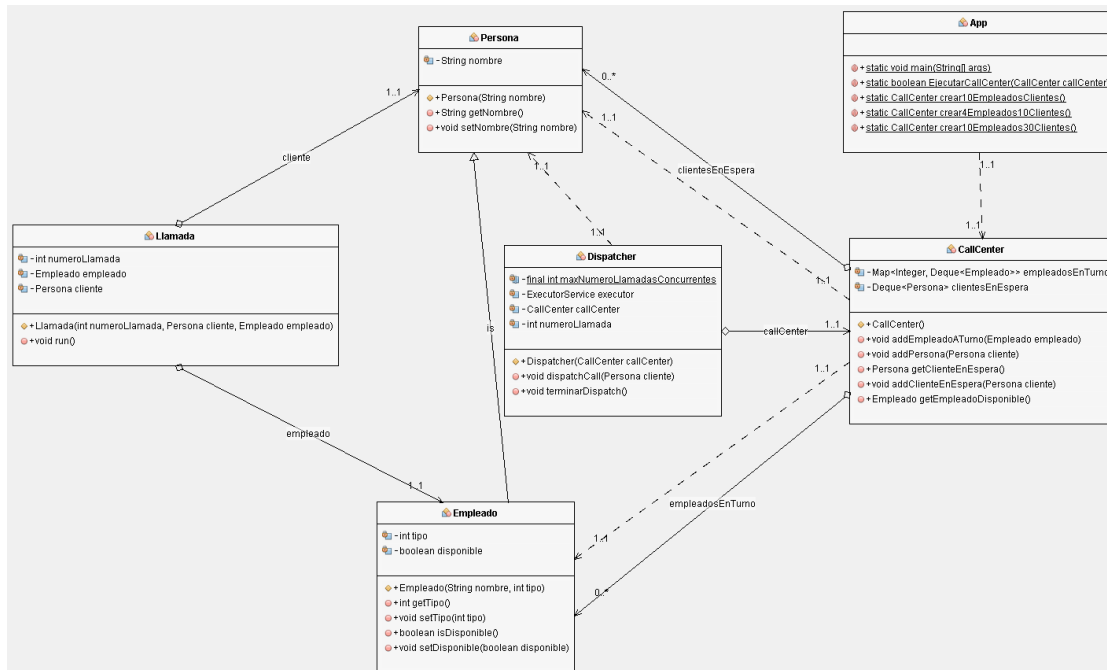 Persona
- String nombre
+ Persona(String nombre)
+ String getNombre()
+ void setNombre(String nombre)
App
+ static void main(String[] args)
+ static boolean EjecutarCallCenter(CallCenter callCenter)
+ static CallCenter crear10EmpleadosClientes()
+ static CallCenter crear4Empleados10Clientes()
+ static CallCenter crear10Empleados30Clientes()
1..1
cliente
0..*
1..1
clientesEnEspera
1..1
1..1
1..1
1..1
1..1
Llamada
- int numeroLlamada
- Empleado empleado
- Persona cliente
+ Llamada(int numeroLlamada, Persona cliente, Empleado empleado)
+ void run()
Dispatcher
- final int maxNumeroLlamadasConcurrentes
- ExecutorService executor
- CallCenter callCenter
- int numeroLlamada
+ Dispatcher(CallCenter callCenter)
+ void dispatchCall(Persona cliente)
+ void terminarDispatch()
CallCenter
- Map<Integer, Deque<Empleado>> empleadosEnTurno
- Deque<Persona> clientesEnEspera
+ CallCenter()
+ void addEmpleadoATurno(Empleado empleado)
+ void addPersona(Persona cliente)
+ Persona getClienteEnEspera()
+ void addClienteEnEspera(Persona cliente)
+ Empleado getEmpleadoDisponible()
is
callCenter
1..1
1..1
empleado
1..1
empleadosEnTurno
1..1
0..*
Empleado
- int tipo
- boolean disponible
+ Empleado(String nombre, int tipo)
+ int getTipo()
+ void setTipo(int tipo)
+ boolean isDisponible()
+ void setDisponible(boolean disponible)